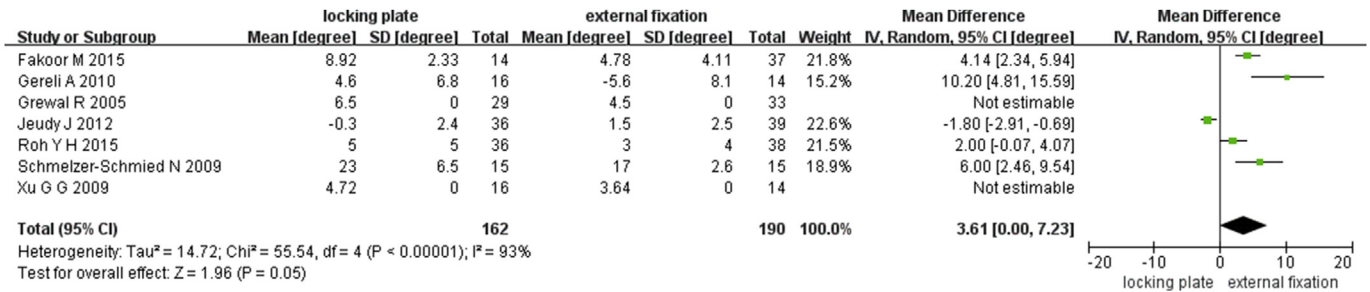 locking plate external fixation Mean Difference Mean Difference
Study or Subgroup Mean [degree] SD [degree] Total Mean [degree] SD [degree] Total Weight IV, Random, 95% CI [degree] IV, Random, 95% CI [degree]
Fakoor M 2015 8.92 2.33 14 4.78 4.11 37 21.8% 4.14 [2.34, 5.94]
Gereli A 2010 4.6 6.8 16 -5.6 8.1 14 15.2% 10.20 [4.81, 15.59]
Grewal R 2005 6.5 0 29 4.5 0 33 Not estimable
Jeudy J 2012 -0.3 2.4 36 1.5 2.5 39 22.6% -1.80 [-2.91, -0.69]
Roh Y H 2015 5 5 36 3 4 38 21.5% 2.00 [-0.07, 4.07]
Schmelzer-Schmied N 2009 23 6.5 15 17 2.6 15 18.9% 6.00 [2.46, 9.54]
Xu G G 2009 4.72 0 16 3.64 0 14 Not estimable
Total (95% CI) 162 190 100.0% 3.61 [0.00, 7.23]
Heterogeneity: Tau² = 14.72; Chi² = 55.54, df = 4 (P < 0.00001); I² = 93%
Test for overall effect: Z = 1.96 (P = 0.05)
-20 -10 0 10 20
locking plate external fixation